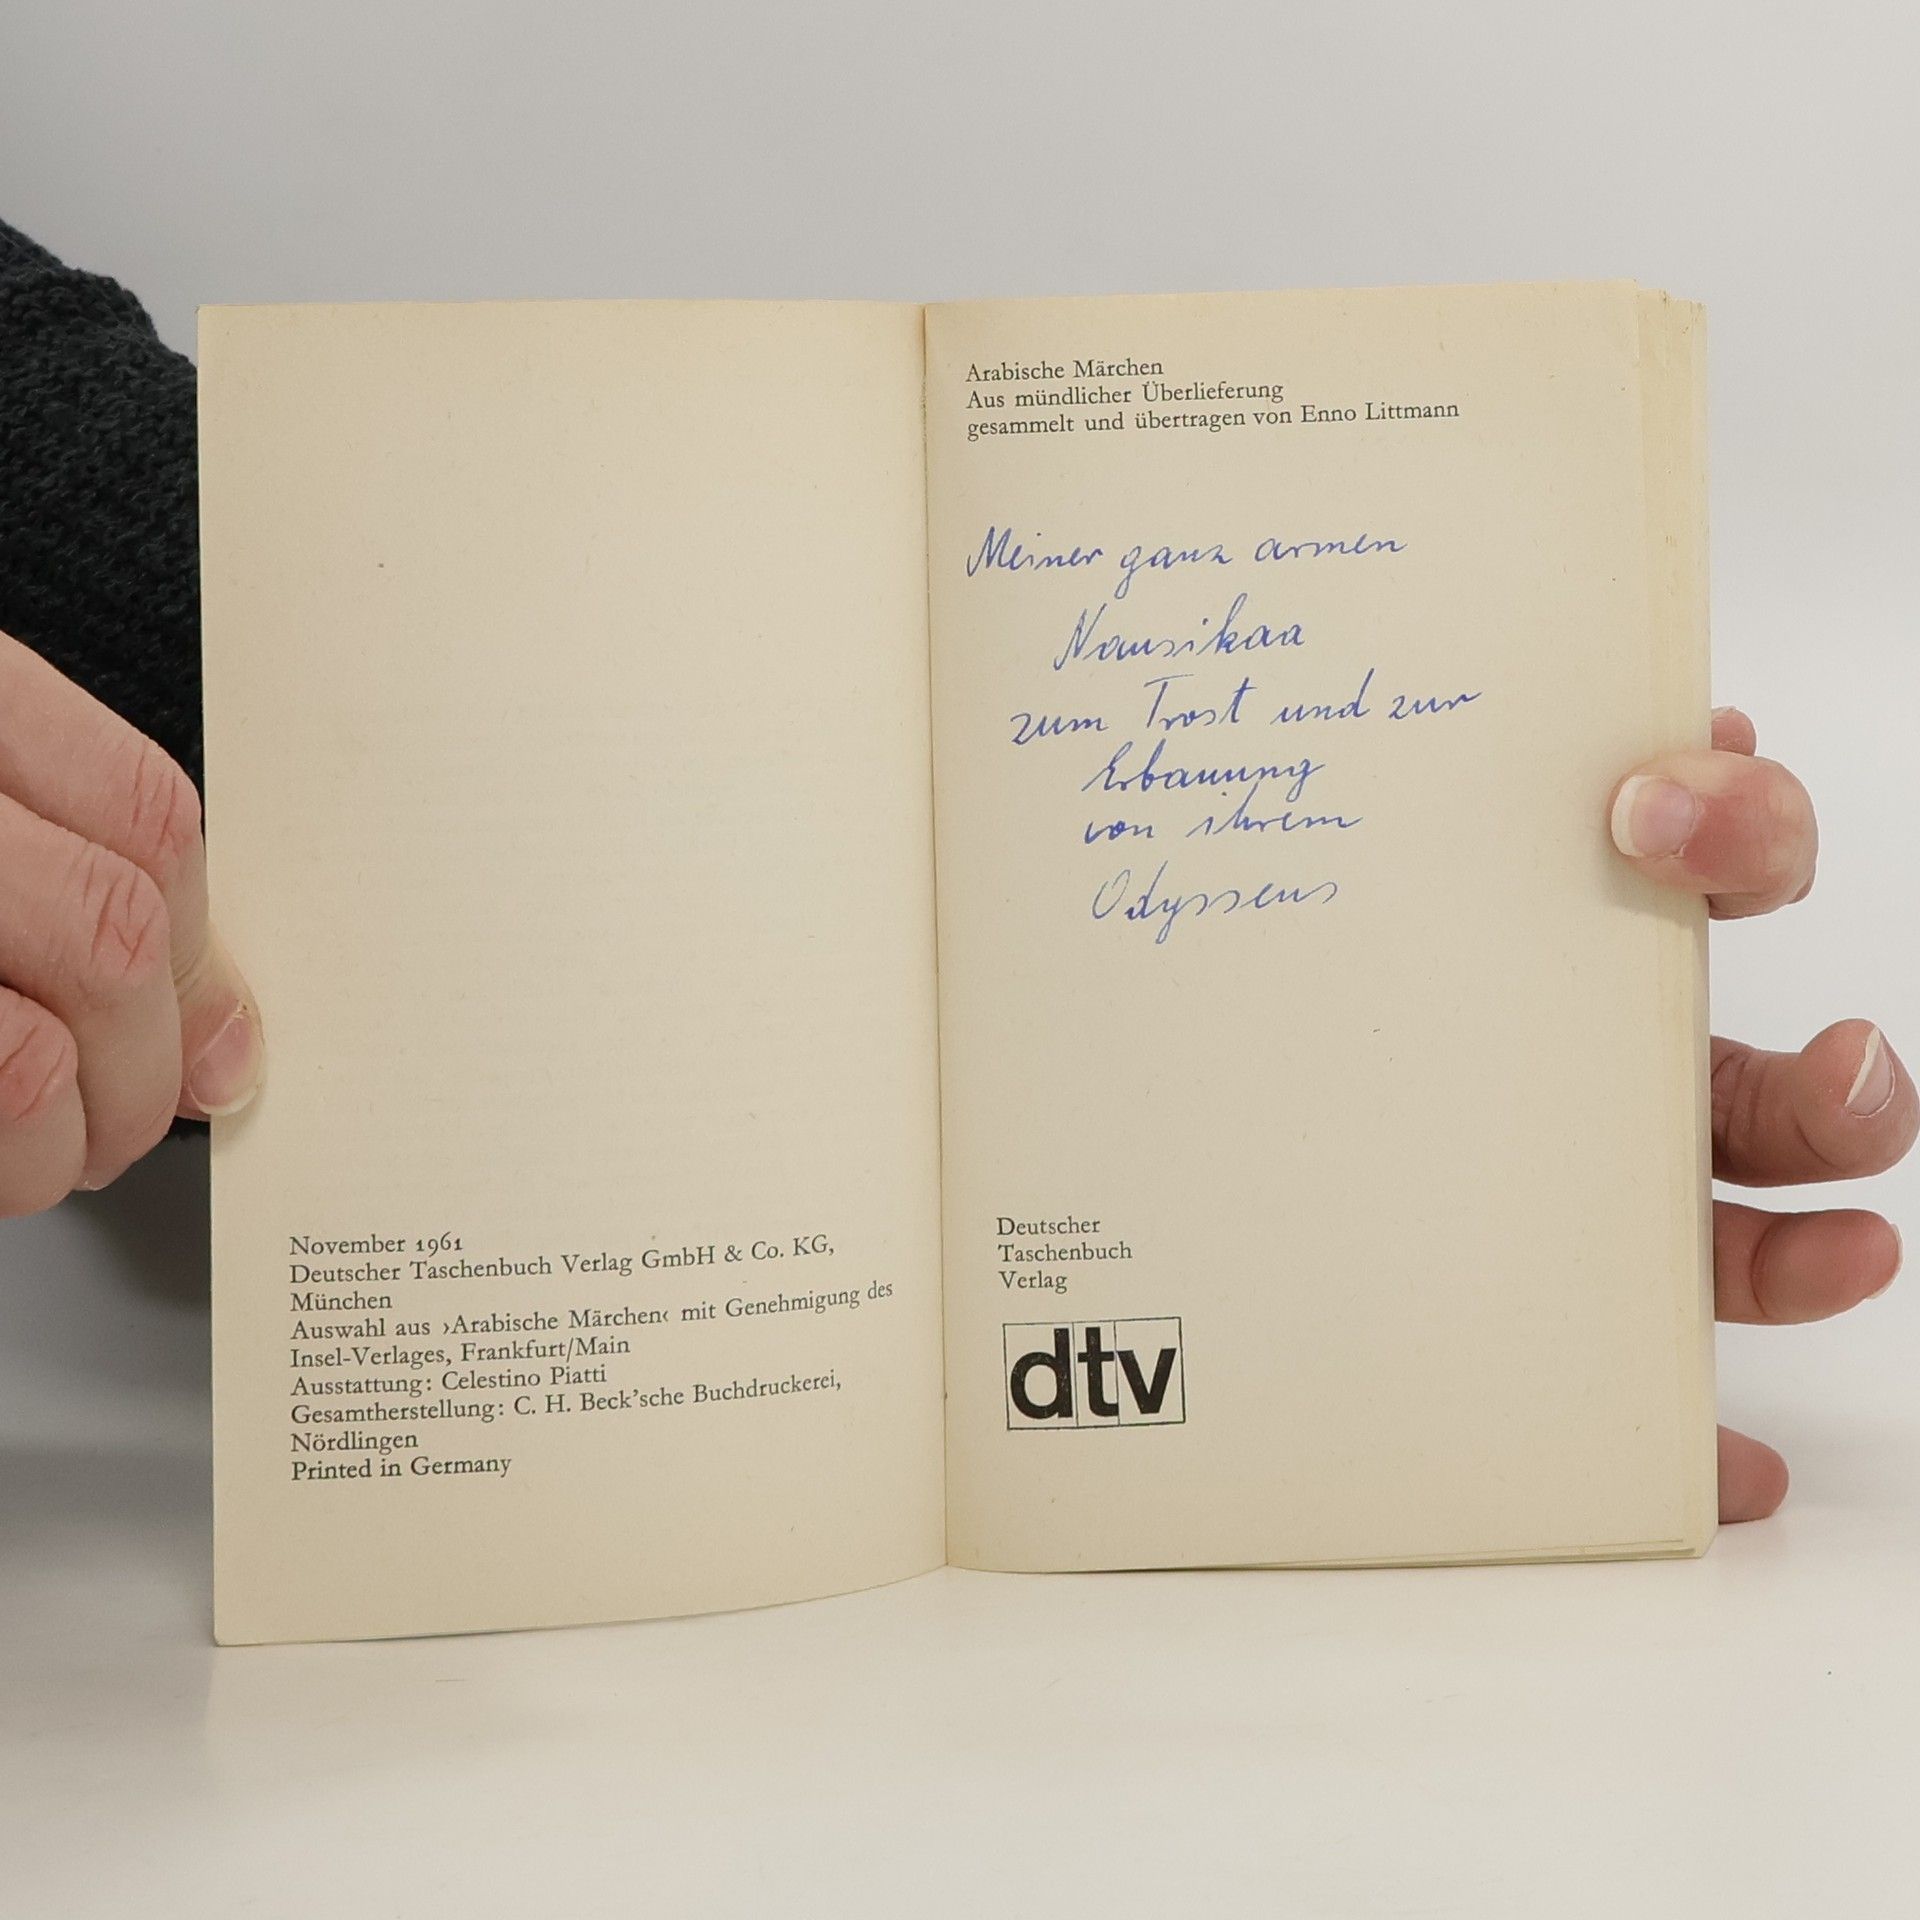 November 1961
Deutscher Taschenbuch Verlag GmbH & Co. KG,
München
Auswahl aus ›Arabische Märchen‹ mit Genehmigung des
Insel-Verlages, Frankfurt/Main
Ausstattung: Celestino Piatti
Gesamtherstellung: C. H. Beck’sche Buchdruckerei,
Nördlingen
Printed in Germany
Arabische Märchen
Aus mündlicher Überlieferung
gesammelt und übertragen von Enno Littmann
Meiner ganz armen
Nausikaa
zum Trost und zur
Erbauung
von ihrem
Odysseus
Deutscher
Taschenbuch
Verlag
dtv